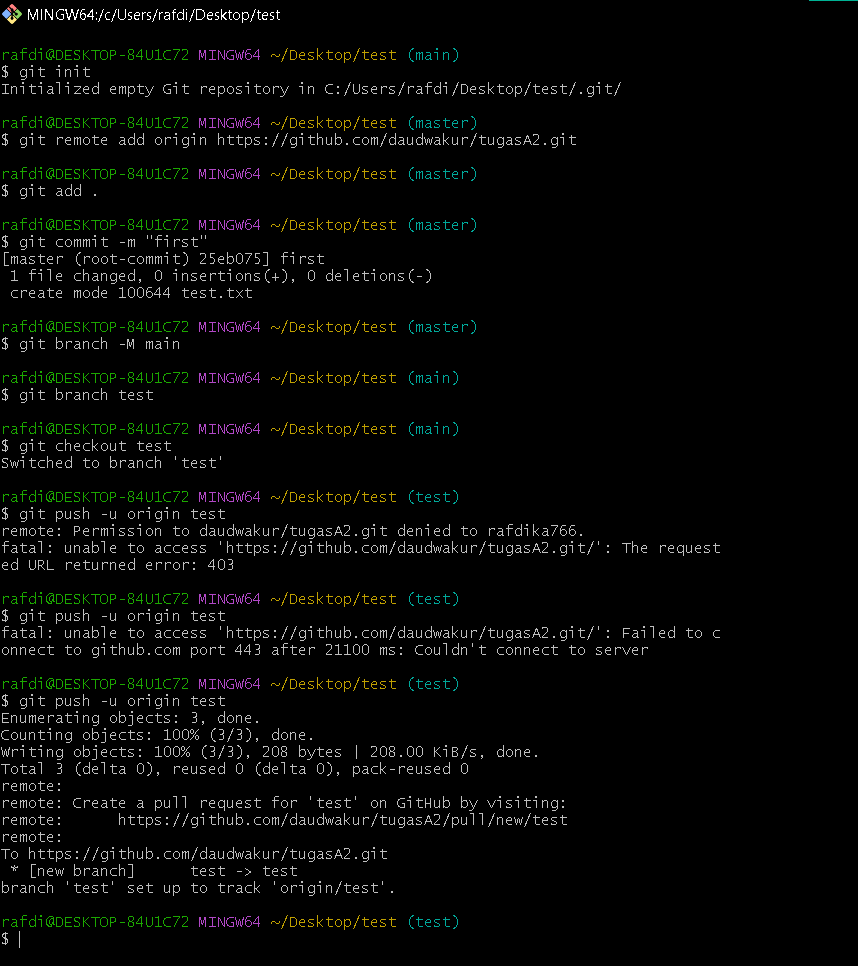 MINGW64:/c/Users/rafdi/Desktop/test
rafdi@DESKTOP-84U1C72 MINGW64 ~/Desktop/test (main)
$ git init
Initialized empty Git repository in C:/Users/rafdi/Desktop/test/.git/
rafdi@DESKTOP-84U1C72 MINGW64 ~/Desktop/test (master)
$ git remote add origin https://github.com/daudwakur/tugasA2.git
rafdi@DESKTOP-84U1C72 MINGW64 ~/Desktop/test (master)
$ git add .
rafdi@DESKTOP-84U1C72 MINGW64 ~/Desktop/test (master)
$ git commit -m "first"
[master (root-commit) 25eb075] first
 1 file changed, 0 insertions(+), 0 deletions(-)
 create mode 100644 test.txt
rafdi@DESKTOP-84U1C72 MINGW64 ~/Desktop/test (master)
$ git branch -M main
rafdi@DESKTOP-84U1C72 MINGW64 ~/Desktop/test (main)
$ git branch test
rafdi@DESKTOP-84U1C72 MINGW64 ~/Desktop/test (main)
$ git checkout test
Switched to branch 'test'
rafdi@DESKTOP-84U1C72 MINGW64 ~/Desktop/test (test)
$ git push -u origin test
remote: Permission to daudwakur/tugasA2.git denied to rafdika766.
fatal: unable to access 'https://github.com/daudwakur/tugasA2.git/': The request
ed URL returned error: 403
rafdi@DESKTOP-84U1C72 MINGW64 ~/Desktop/test (test)
$ git push -u origin test
fatal: unable to access 'https://github.com/daudwakur/tugasA2.git/': Failed to c
onnect to github.com port 443 after 21100 ms: Couldn't connect to server
rafdi@DESKTOP-84U1C72 MINGW64 ~/Desktop/test (test)
$ git push -u origin test
Enumerating objects: 3, done.
Counting objects: 100% (3/3), done.
Writing objects: 100% (3/3), 208 bytes | 208.00 KiB/s, done.
Total 3 (delta 0), reused 0 (delta 0), pack-reused 0
remote:
remote: Create a pull request for 'test' on GitHub by visiting:
remote:      https://github.com/daudwakur/tugasA2/pull/new/test
remote:
To https://github.com/daudwakur/tugasA2.git
 * [new branch]      test -> test
branch 'test' set up to track 'origin/test'.
rafdi@DESKTOP-84U1C72 MINGW64 ~/Desktop/test (test)
$